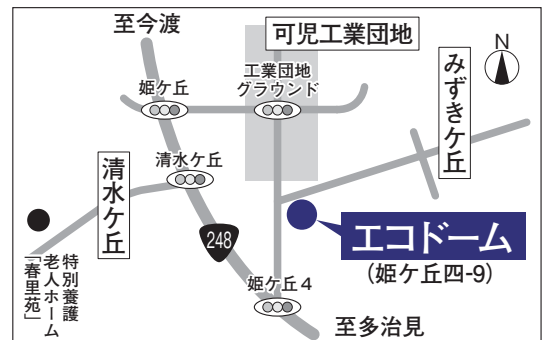 至今渡
可児工業団地
N
姫ケ丘
工業団地
グラウンド
みずきケ丘
清水ケ丘
清水ケ丘
248
エコドーム
(姫ケ丘四-9)
特別養護
老人ホーム
「春里苑」
姫ケ丘4
至多治見